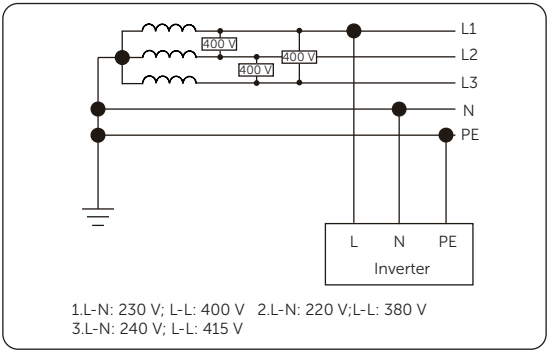 L1
400 V
L2
400 V
400 V
L3
N
PE
L N PE
Inverter
1.L-N: 230 V; L-L: 400 V 2.L-N: 220 V;L-L: 380 V
3.L-N: 240 V; L-L: 415 V